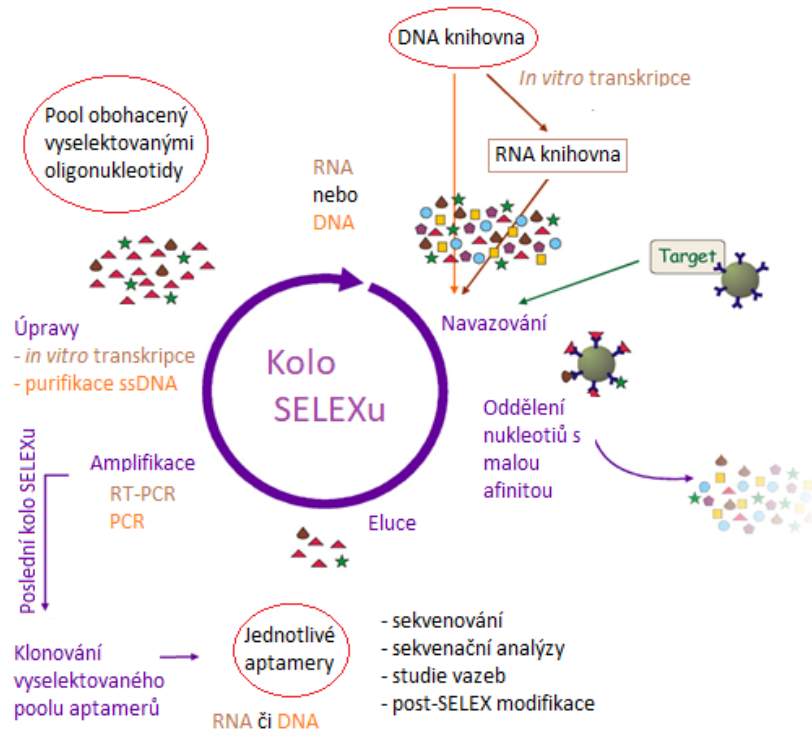 DNA knihovna
In vitro transkripce
RNA knihovna
Pool obohacený
vyselektovanými
oligonukleotidy
RNA
nebo
DNA
Target
Navazování
Úpravy
- in vitro transkripce
- purifikace ssDNA
Kolo
SELEXu
Oddělení
nukleotiů s
malou
afinitou
Amplifikace
RT-PCR
PCR
Eluce
Poslední kolo SELEXu
Klonování
vyselektovaného
poolu aptamerů
Jednotlivé
aptamery
RNA či DNA
- sekvenování
- sekvenační analýzy
- studie vazeb
- post-SELEX modifikace